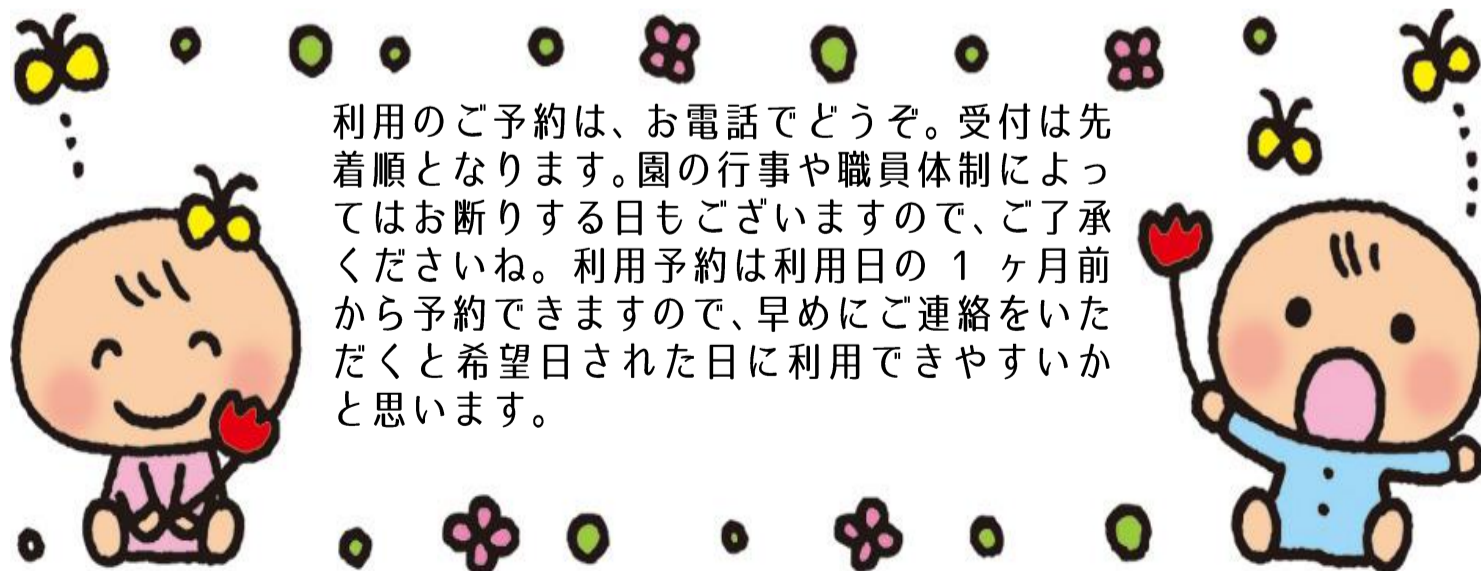 利用のご予約は、お電話でどうぞ。受付は先
着順となります。園の行事や職員体制によっ
てはお断りする日もございますので、ご了承
くださいね。利用予約は利用日の 1 ヶ月前
から予約できますので、早めにご連絡をいた
だくと希望日された日に利用できやすいか
と思います。